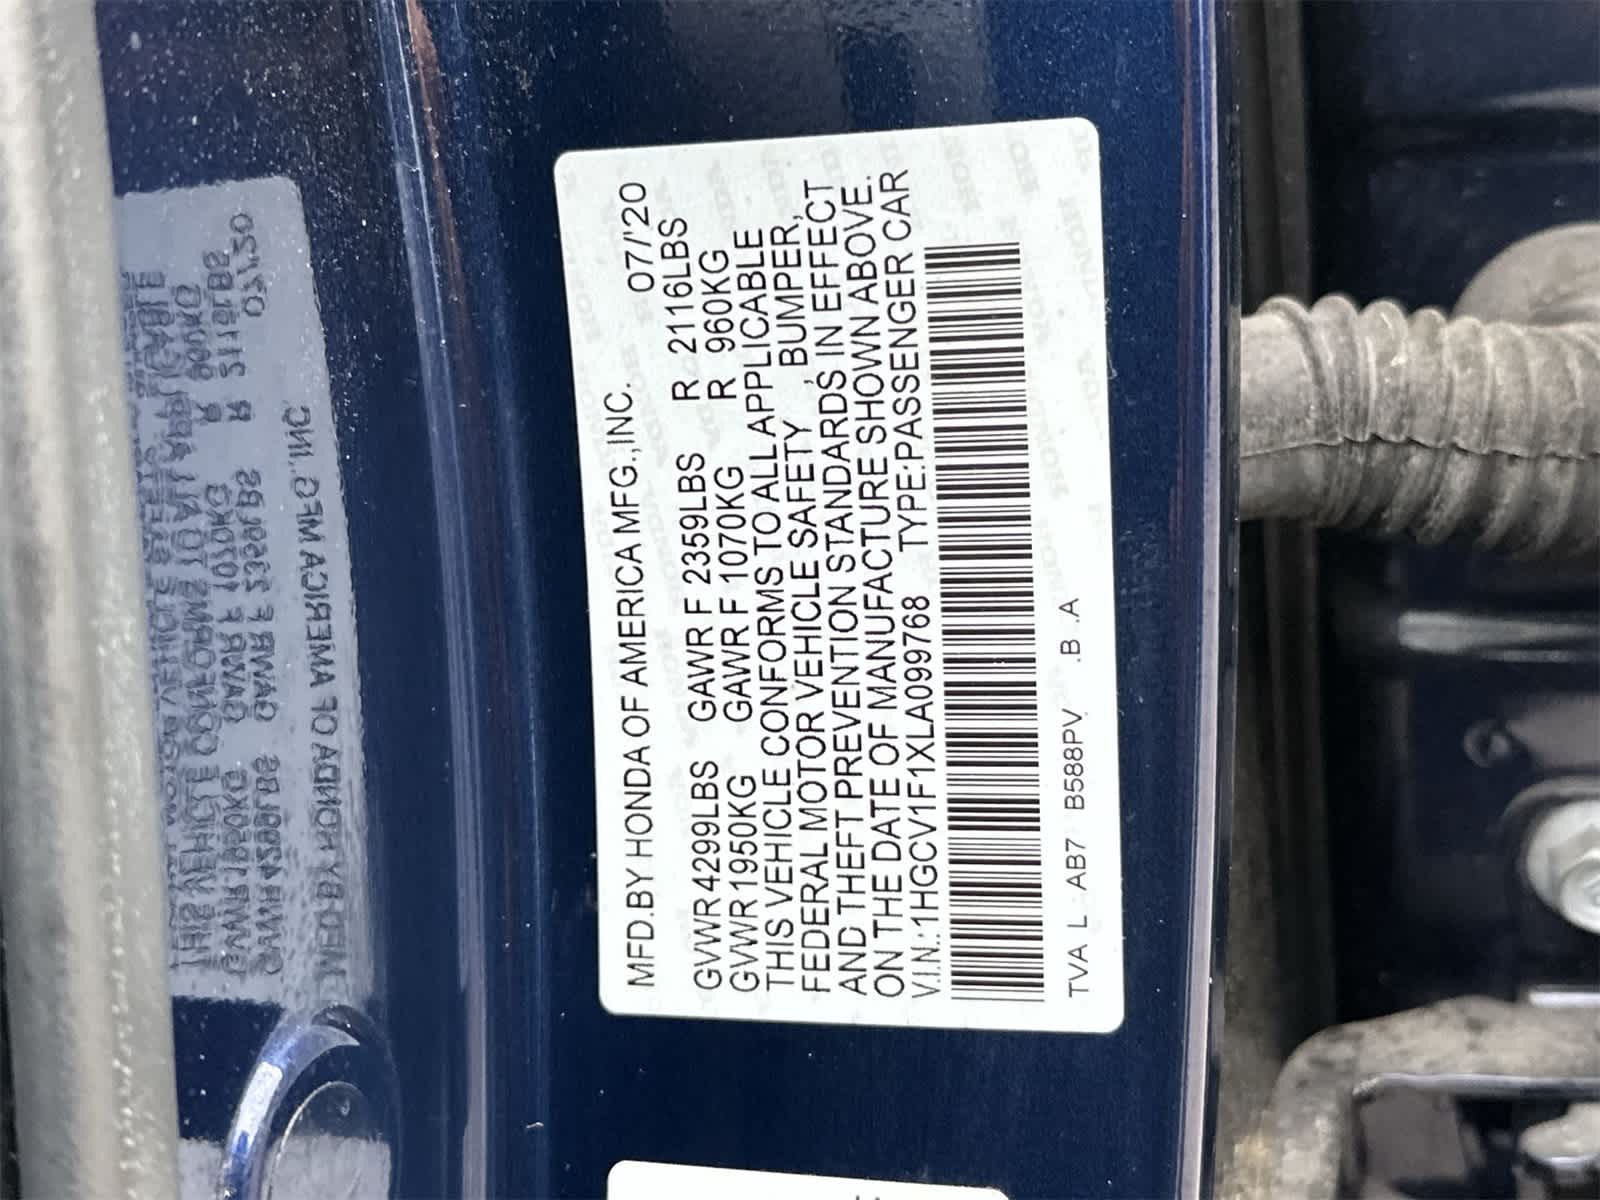 MFD.BY HONDA OF AMERICA MFG.,INC. 07/'20
GVWR 4299LBS GAWR F 2359LBS R 2116LBS
GVWR 1950KG GAWR F 1070KG R 960KG
THIS VEHICLE CONFORMS TO ALL APPLICABLE
FEDERAL MOTOR VEHICLE SAFETY, BUMPER,
AND THEFT PREVENTION STANDARDS IN EFFECT
ON THE DATE OF MANUFACTURE SHOWN ABOVE.
V.I.N.:1HGCV1F1XLA099768 TYPE:PASSENGER CAR
TVA L AB7 B588PV .B .A